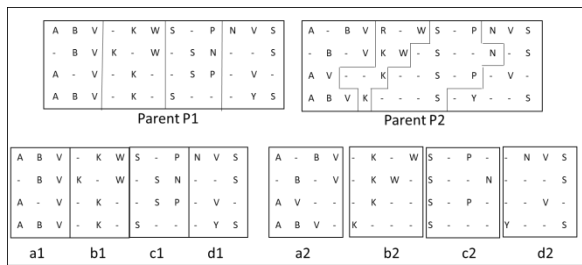 A B V - K W S - P N V S A - B V R - W S - P N V S
- B V K - W - S N - - S - B - V K W - S - - N - S
A - V - K - - S P - V - A V - - K - - S - P - V -
A B V - K - S - - - Y S A B V K - - - S - Y - - S
Parent P1 Parent P2
A B V - K W S - P N V S A - B V - K - W S - P - - N V S
- B V K - W - S N - - S - B - V - K W - S - - N - - - S
A - V - K - - S P - V - A V - - - K - - S - P - - - V -
A B V - K - S - - - Y S A B V - K - - - S - - - Y - - S
a1 b1 c1 d1 a2 b2 c2 d2